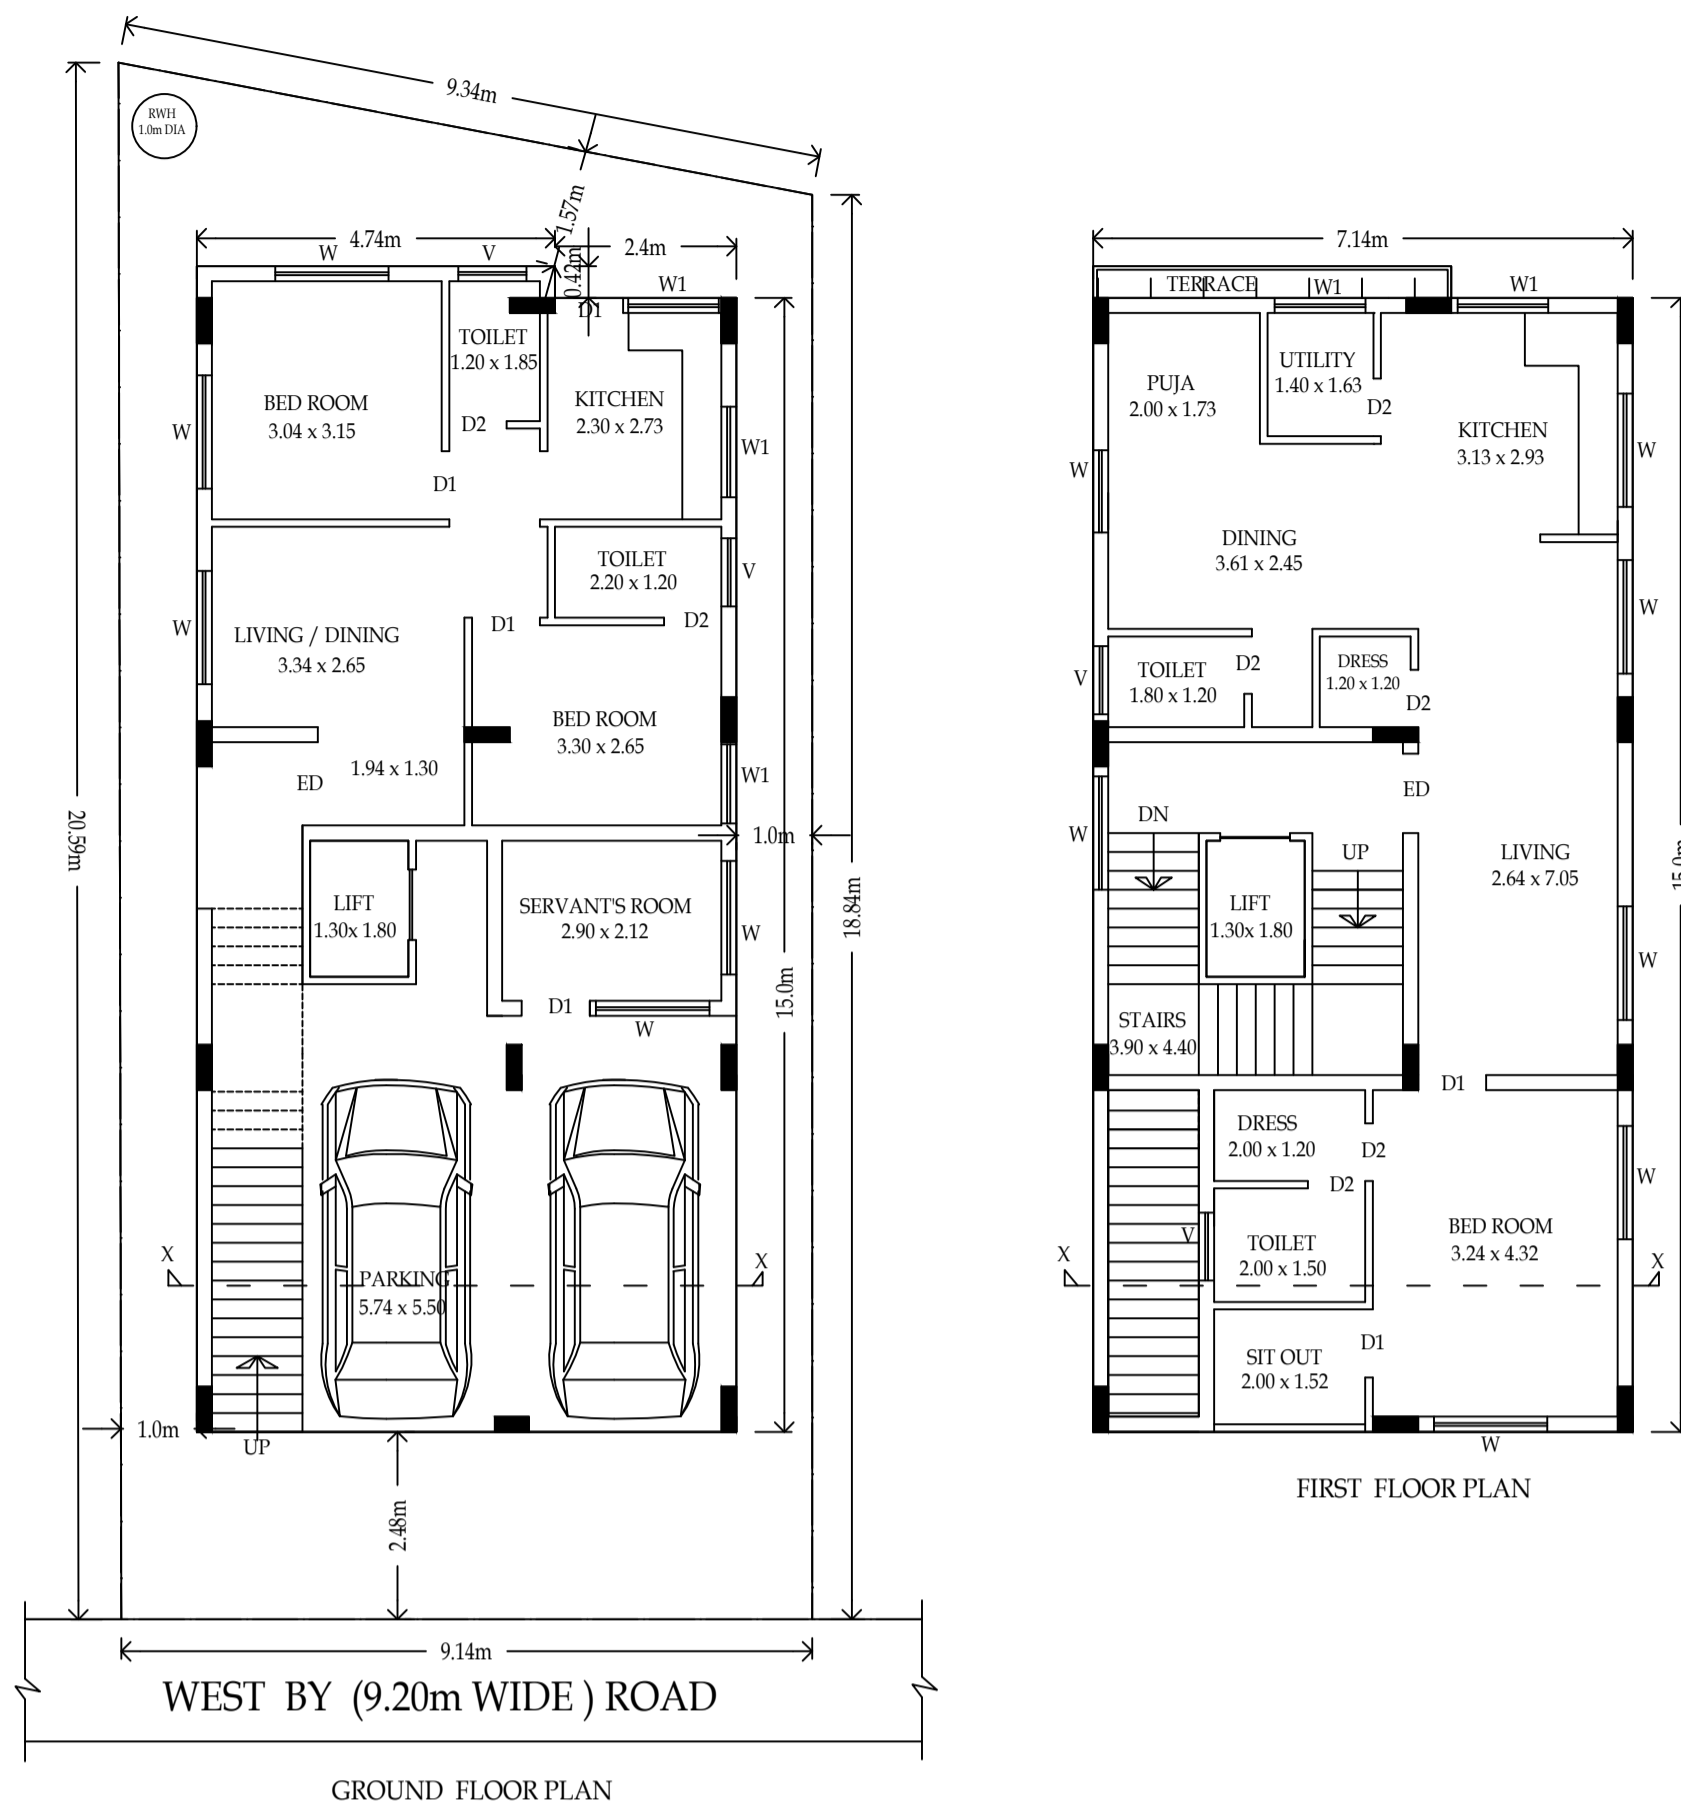 9.34m
RWH
1.0m DIA
1.57m
4.74m
0.42m
2.4m
W
V
W1
D1
TOILET
1.20 x 1.85
BED ROOM
3.04 x 3.15
KITCHEN
2.30 x 2.73
D2
W
W1
D1
TOILET
2.20 x 1.20
V
W
D1
D2
LIVING / DINING
3.34 x 2.65
BED ROOM
3.30 x 2.65
1.94 x 1.30
ED
W1
20.59m
1.0m
LIFT
1.30x 1.80
SERVANT'S ROOM
2.90 x 2.12
W
18.84m
15.0m
D1
W
X
X
PARKING
5.74 x 5.50
1.0m
UP
2.48m
9.14m
WEST BY (9.20m WIDE ) ROAD
GROUND FLOOR PLAN
7.14m
TERRACE
W1
W1
PUJA
2.00 x 1.73
UTILITY
1.40 x 1.63
D2
KITCHEN
3.13 x 2.93
W
W
DINING
3.61 x 2.45
W
TOILET
1.80 x 1.20
V
D2
DRESS
1.20 x 1.20
D2
ED
DN
W
UP
LIVING
2.64 x 7.05
15.0m
LIFT
1.30x 1.80
W
STAIRS
3.90 x 4.40
D1
DRESS
2.00 x 1.20
D2
D2
W
BED ROOM
3.24 x 4.32
V
TOILET
2.00 x 1.50
X
X
D1
SIT OUT
2.00 x 1.52
W
FIRST FLOOR PLAN